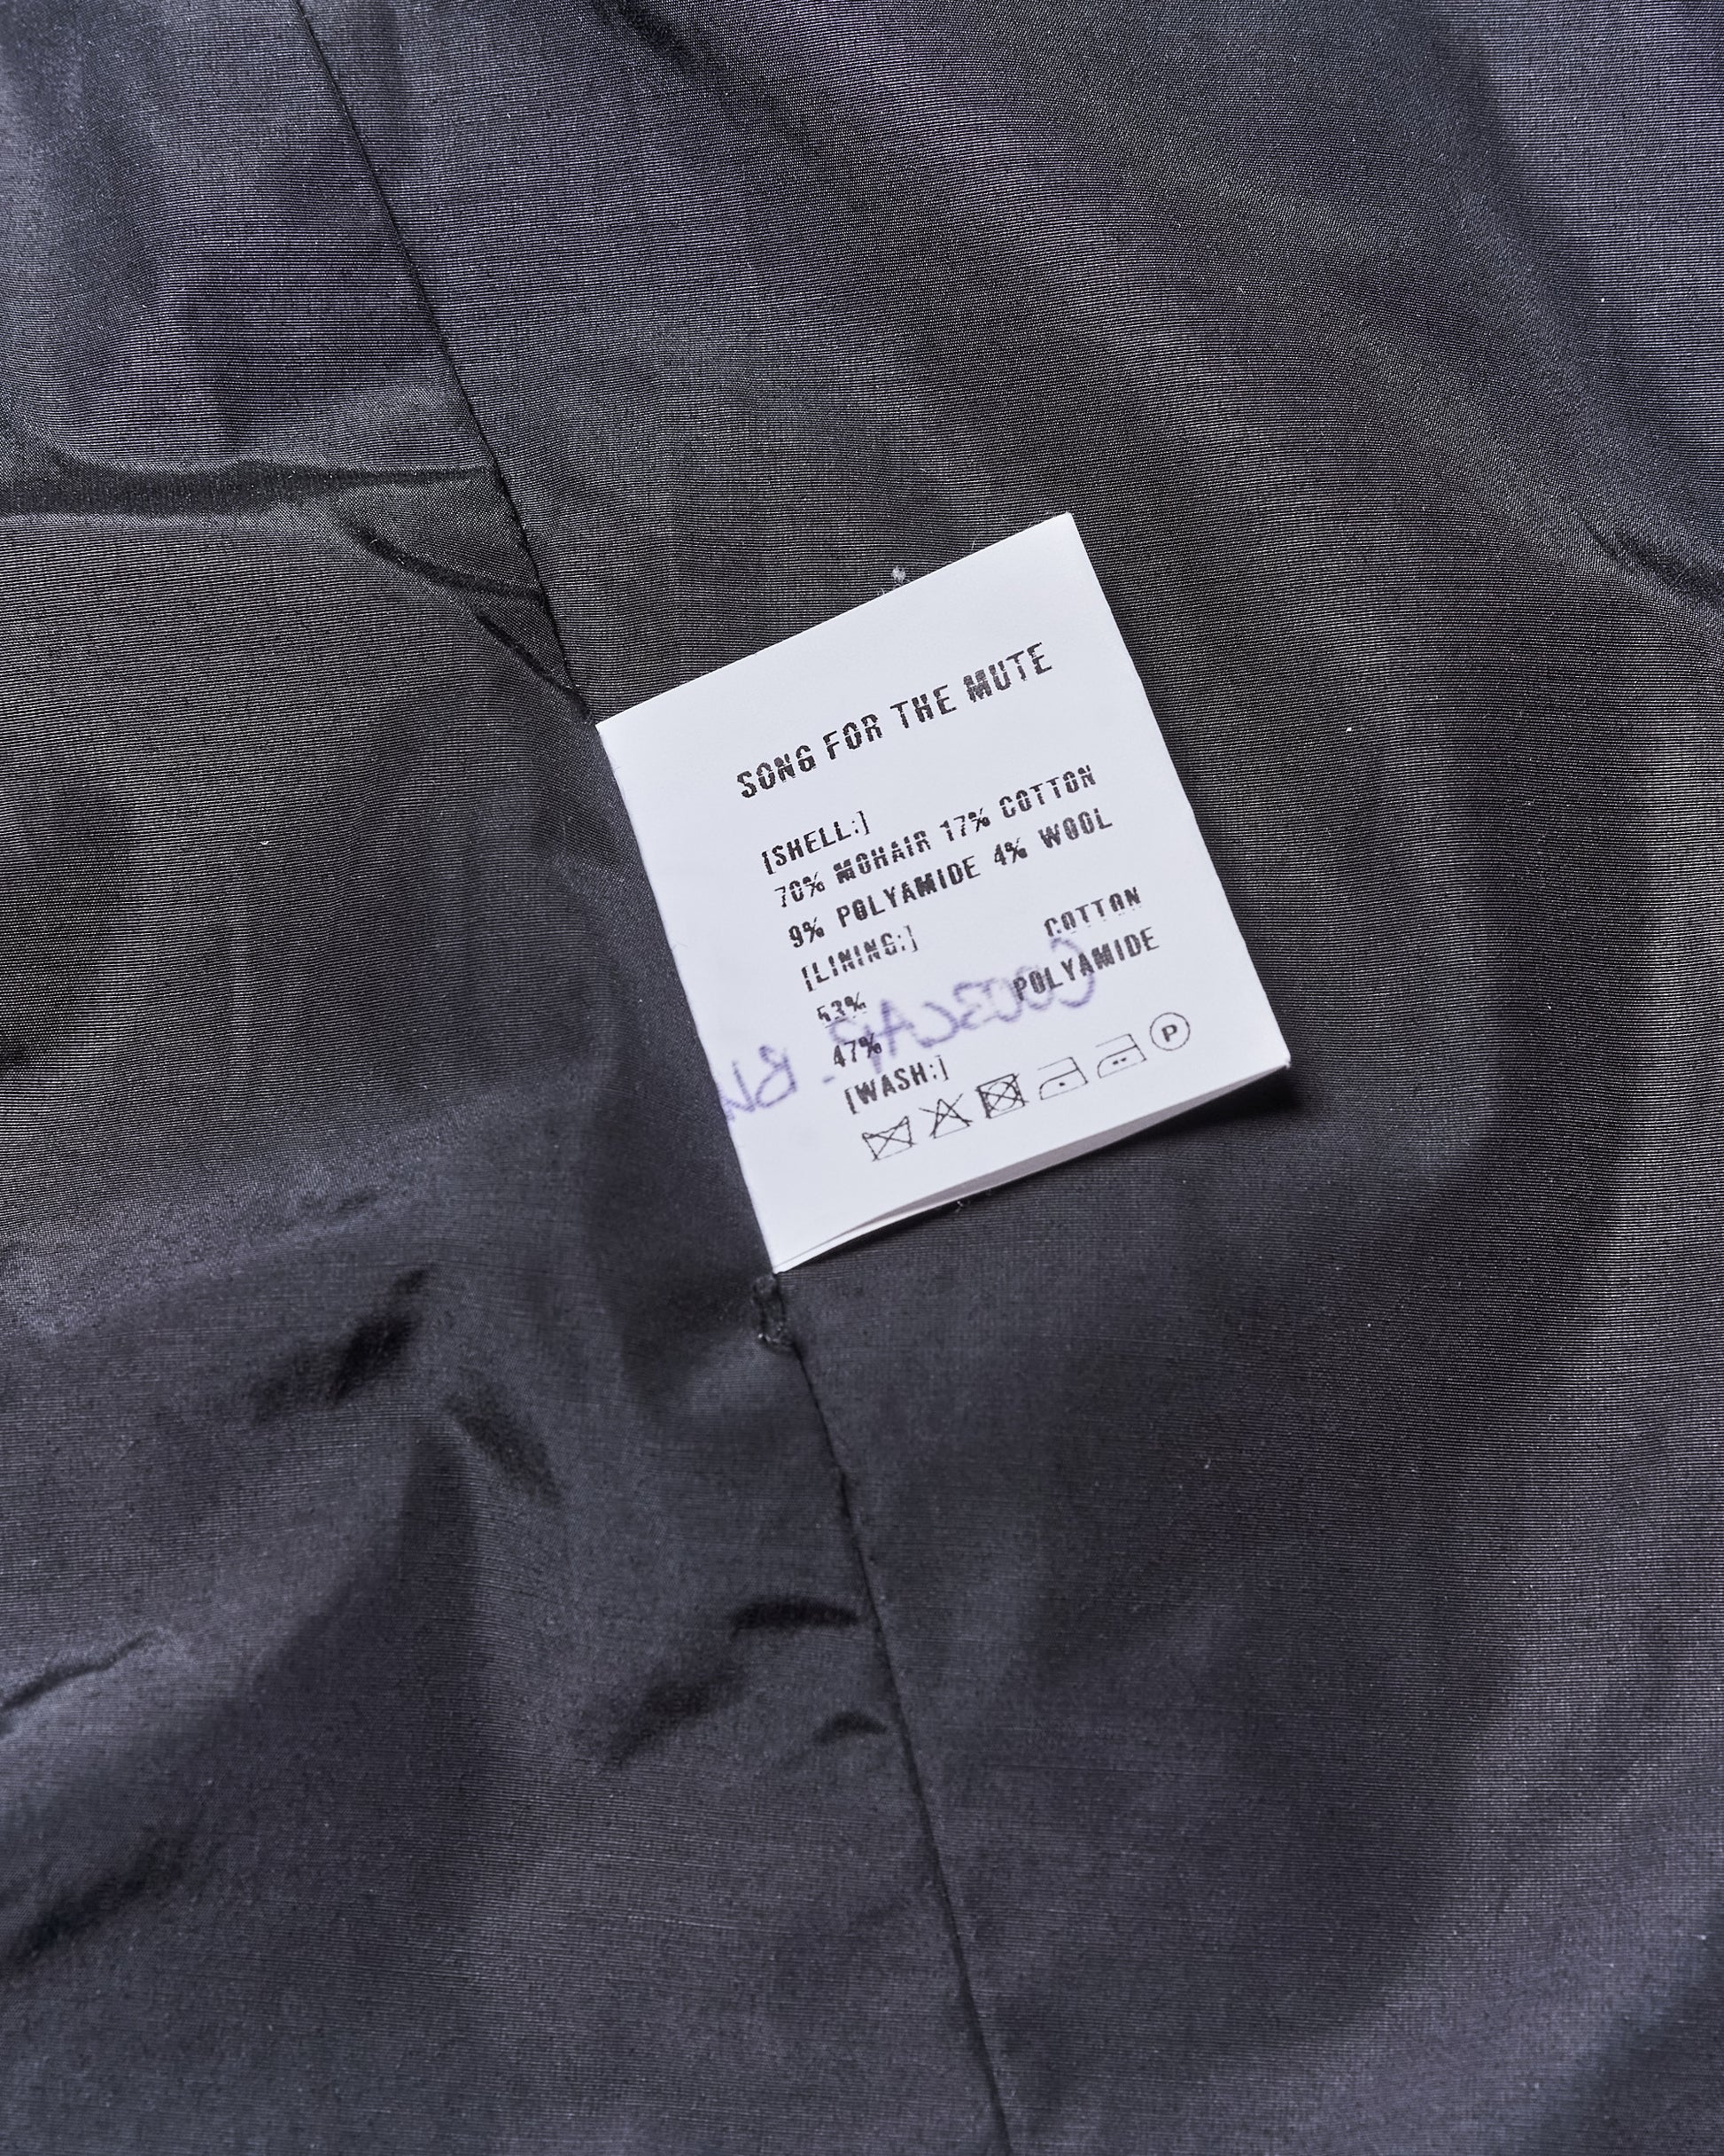 SONG FOR THE MUTE
[SHELL:]
70% MOHAIR 17% COTTON
9% POLYAMIDE 4% WOOL
[LINING:]
53% COTTON
47% POLYAMIDE
[WASH:]
P